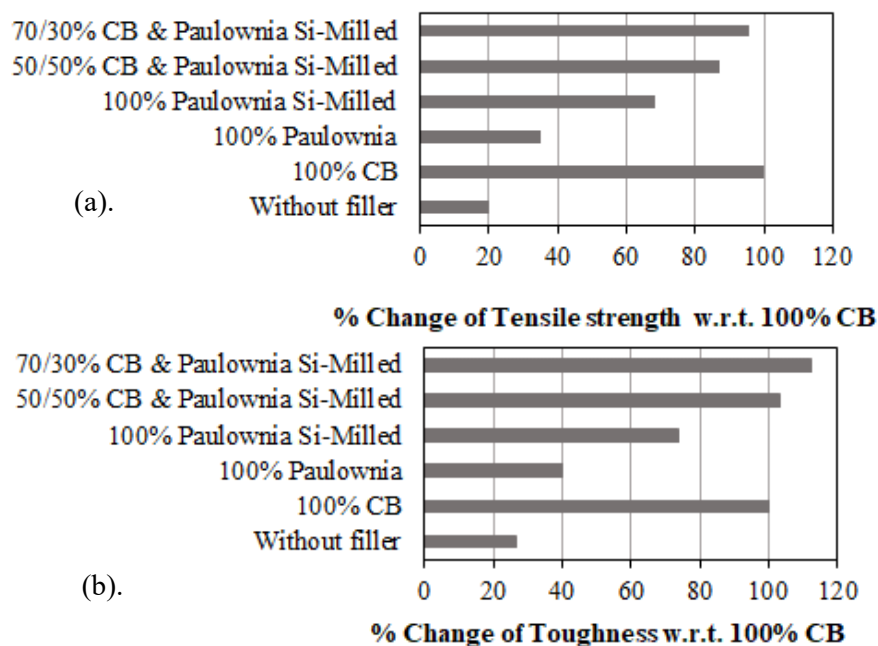 70/30% CB & Paulownia Si-Milled
50/50% CB & Paulownia Si-Milled
100% Paulownia Si-Milled
100% Paulownia
100% CB
(a).
Without filler
0 20 40 60 80 100 120
% Change of Tensile strength w.r.t. 100% CB
70/30% CB & Paulownia Si-Milled
50/50% CB & Paulownia Si-Milled
100% Paulownia Si-Milled
100% Paulownia
100% CB
Without filler
(b).
0 20 40 60 80 100 120
% Change of Toughness w.r.t. 100% CB